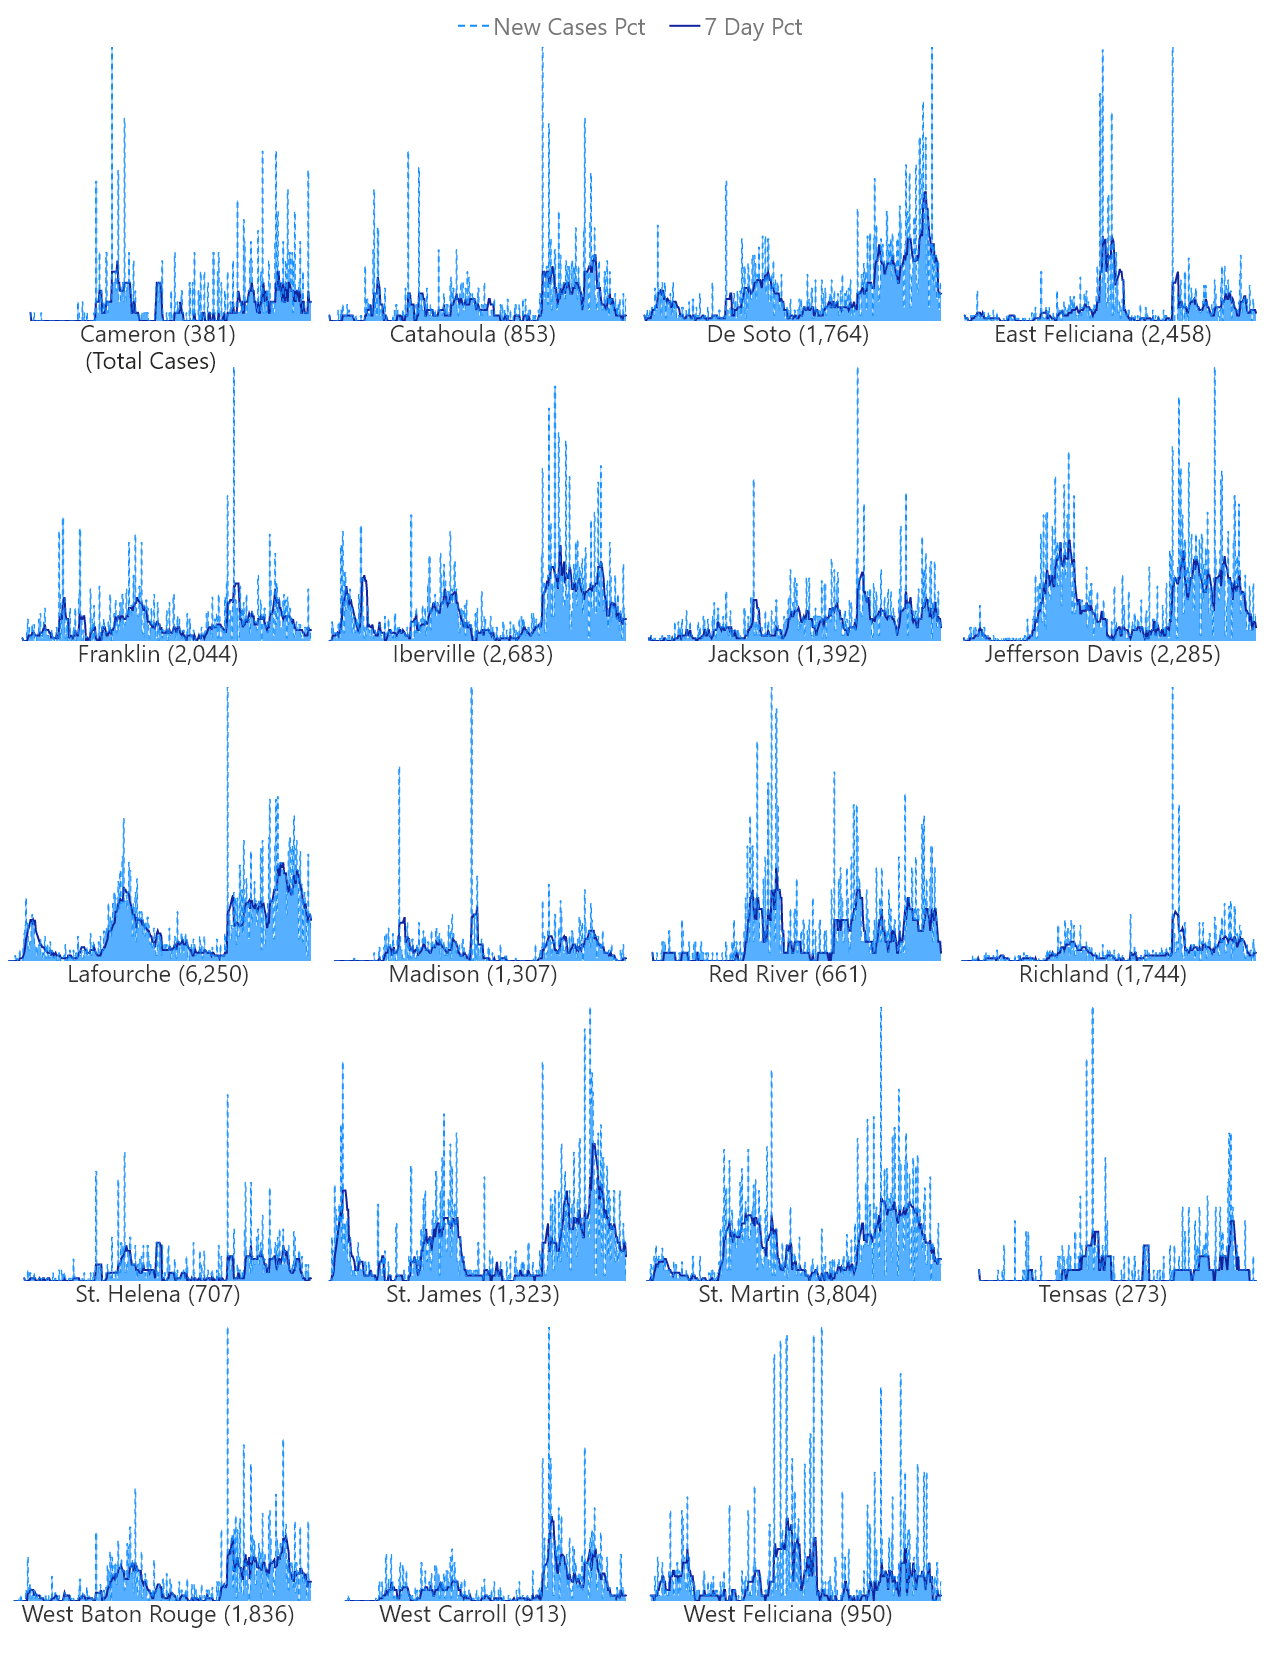 New Cases Pct 7 Day Pct
Cameron (381)
(Total Cases)
Catahoula (853)
De Soto (1,764)
East Feliciana (2,458)
Franklin (2,044)
Iberville (2,683)
Jackson (1,392)
Jefferson Davis (2,285)
Lafourche (6,250)
Madison (1,307)
Red River (661)
Richland (1,744)
St. Helena (707)
St. James (1,323)
St. Martin (3,804)
Tensas (273)
West Baton Rouge (1,836)
West Carroll (913)
West Feliciana (950)